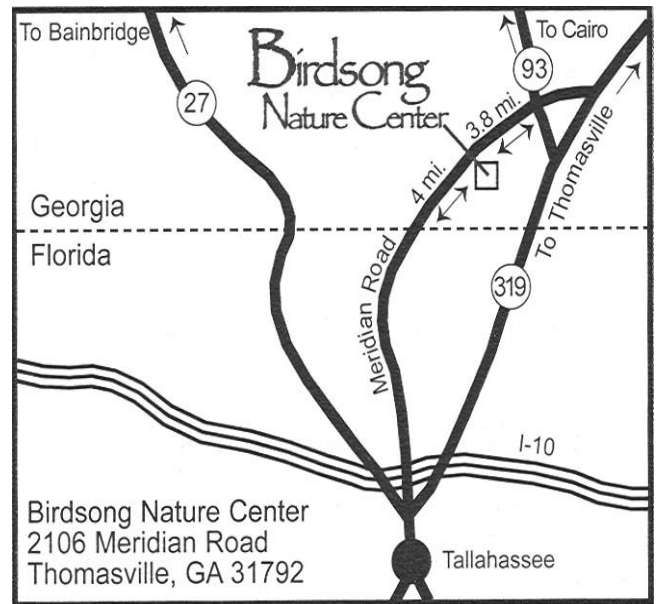 To Bainbridge
To Cairo
27
93
Birdsong
Nature Center
3.8 mi.
4 mi.
Georgia
Florida
Meridian Road
To Thomasville
319
I-10
Birdsong Nature Center
2106 Meridian Road
Thomasville, GA 31792
Tallahassee